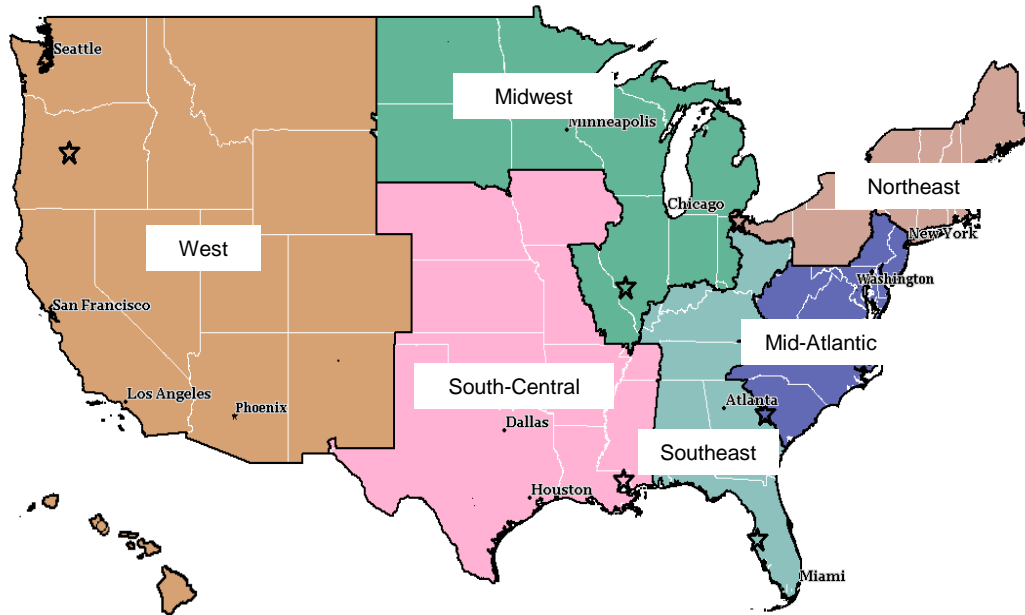 Seattle
Midwest
Minneapolis
Northeast
Chicago
New York
West
Washington
San Francisco
Mid-Atlantic
South-Central
Los Angeles
Phoenix
Atlanta
Dallas
Southeast
Houston
Miami